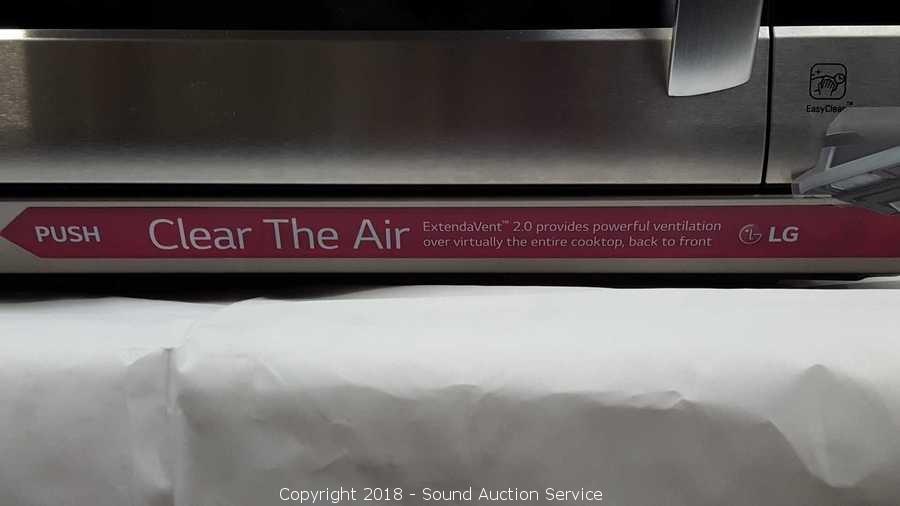 EasyClean™
PUSH
Clear The Air
ExtendaVent™ 2.0 provides powerful ventilation
over virtually the entire cooktop, back to front
LG
Copyright 2018 - Sound Auction Service